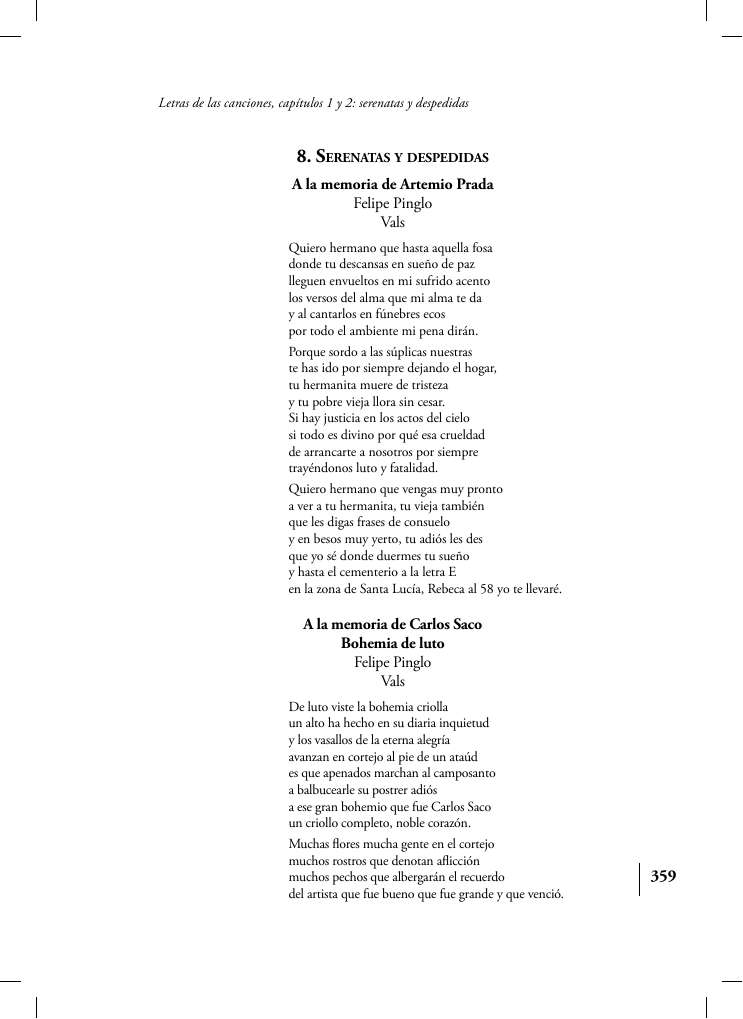 Letras de las canciones, capítulos 1 y 2: serenatas y despedidas
8. Serenatas y despedidas
A la memoria de Artemio Prada
Felipe Pinglo
Vals
Quiero hermano que hasta aquella fosa
donde tu descansas en sueño de paz
lleguen envueltos en mi sufrido acento
los versos del alma que mi alma te da
y al cantarlos en fúnebres ecos
por todo el ambiente mi pena dirán.
Porque sordo a las súplicas nuestras
te has ido por siempre dejando el hogar,
tu hermanita muere de tristeza
y tu pobre vieja llora sin cesar.
Si hay justicia en los actos del cielo
si todo es divino por qué esa crueldad
de arrancarte a nosotros por siempre
trayéndonos luto y fatalidad.
Quiero hermano que vengas muy pronto
a ver a tu hermanita, tu vieja también
que les digas frases de consuelo
y en besos muy yerto, tu adiós les des
que yo sé donde duermes tu sueño
y hasta el cementerio a la letra E
en la zona de Santa Lucía, Rebeca al 58 yo te llevaré.
A la memoria de Carlos Saco
Bohemia de luto
Felipe Pinglo
Vals
De luto viste la bohemia criolla
un alto ha hecho en su diaria inquietud
y los vasallos de la eterna alegría
avanzan en cortejo al pie de un ataúd
es que apenados marchan al camposanto
a balbucearle su postrer adiós
a ese gran bohemio que fue Carlos Saco
un criollo completo, noble corazón.
Muchas flores mucha gente en el cortejo
muchos rostros que denotan aflicción
muchos pechos que albergarán el recuerdo
del artista que fue bueno que fue grande y que venció.
359